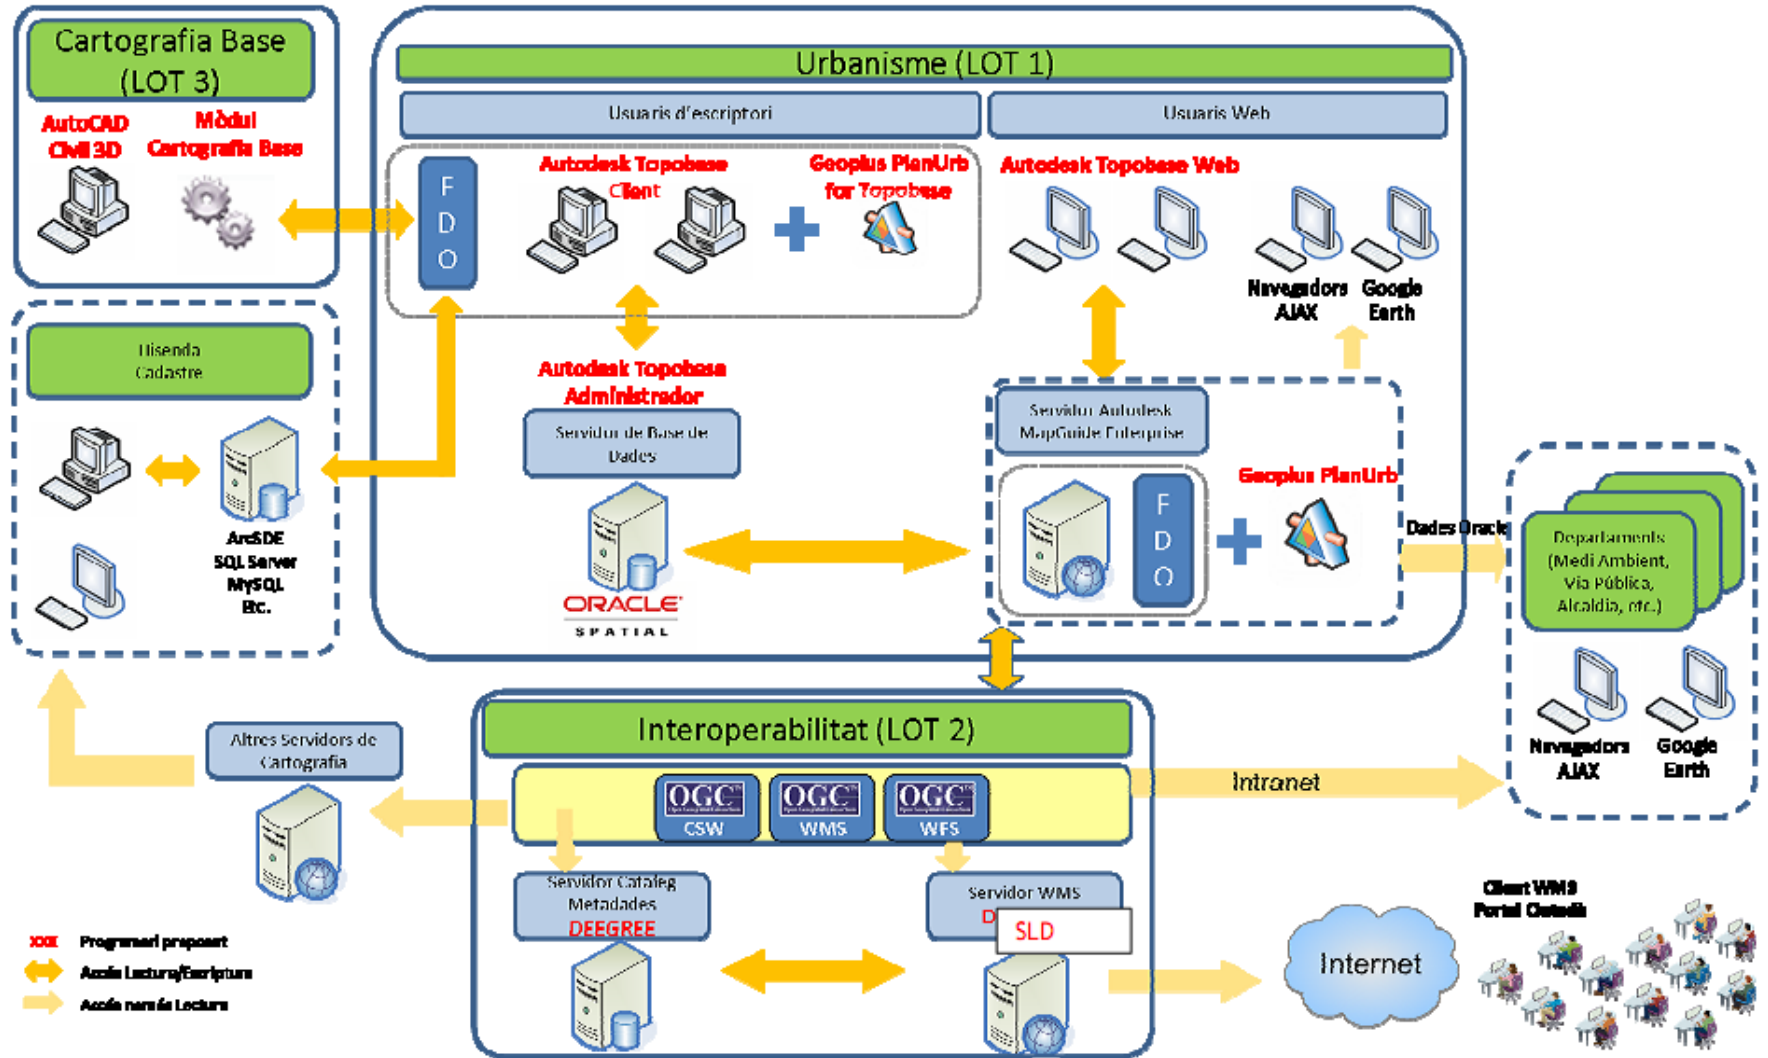 Cartografia Base
(LOT 3)
AutoCAD
Civil 3D
Mòdul
Cartografia Base
Urbanisme (LOT 1)
Usuaris d'escriptori
Usuaris Web
F
D
O
Autodesk Topobase
Client
Geoplus PlanUrb
for Topobase
Autodesk Topobase Web
Navegadors
AJAX
Google
Earth
Hisenda
Cadastre
ArcSDE
SQL Server
MySQL
Etc.
Autodesk Topobase
Administrador
Servidor de Base de
Dades
ORACLE
SPATIAL
Servidor Autodesk
MapGuide Enterprise
F
D
O
Geoplus PlanUrb
Dades Oracle
Departaments
(Medi Ambient,
Via Pública,
Alcaldia, etc.)
Navegadors
AJAX
Google
Earth
Interoperabilitat (LOT 2)
OGC
CSW
OGC
WMS
OGC
WFS
Intranet
Altres Servidors de
Cartografia
Servidor Catàleg
Metadades
DEEGREE
Servidor WMS
D
SLD
Internet
Client WMS
Portal Ciutadà
XXX Programari proposat
Accés Lectura/Escriptura
Accés només Lectura